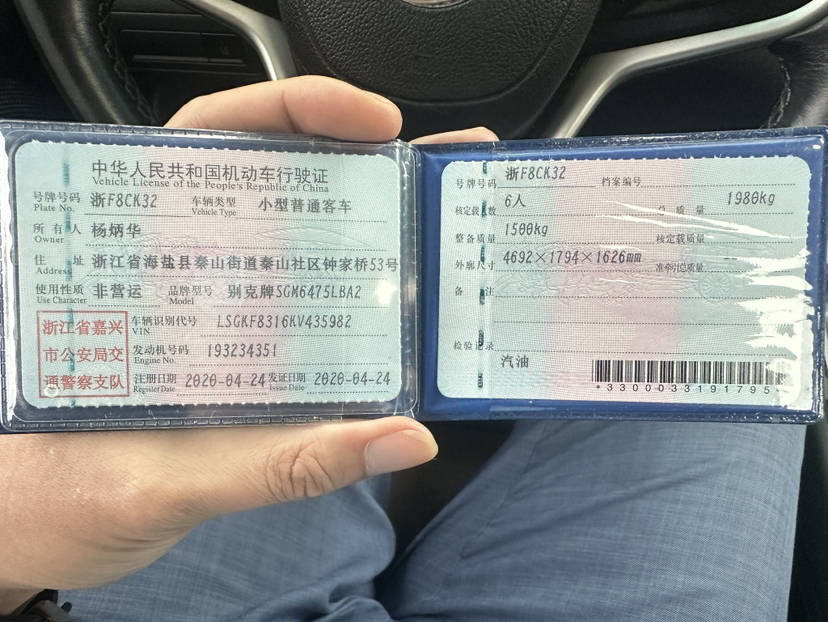 中华人民共和国机动车行驶证
Vehicle License of the People's Republic of China
号牌号码 浙F8CK32 车辆类型 小型普通客车
Plate No. Vehicle Type
所有人 杨炳华
Owner
住址 浙江省海盐县秦山街道秦山社区钟家桥53号
Address
使用性质 非营运 品牌型号 别克牌SGM6475LBA2
Use Character Model
浙江省嘉兴
市公安局交
通警察支队
车辆识别代号 LSGKF8316KV435982
VIN
发动机号码 193234351
Engine No.
注册日期 2020-04-24 发证日期 2020-04-24
Register Date Issue Date
号牌号码 浙F8CK32 档案编号
核定载人数 6人 总质量 1980kg
整备质量 1500kg 核定载质量
外廓尺寸 4692×1794×1626mm 准牵引总质量 --
备注
检验记录
汽油
*3300033191795